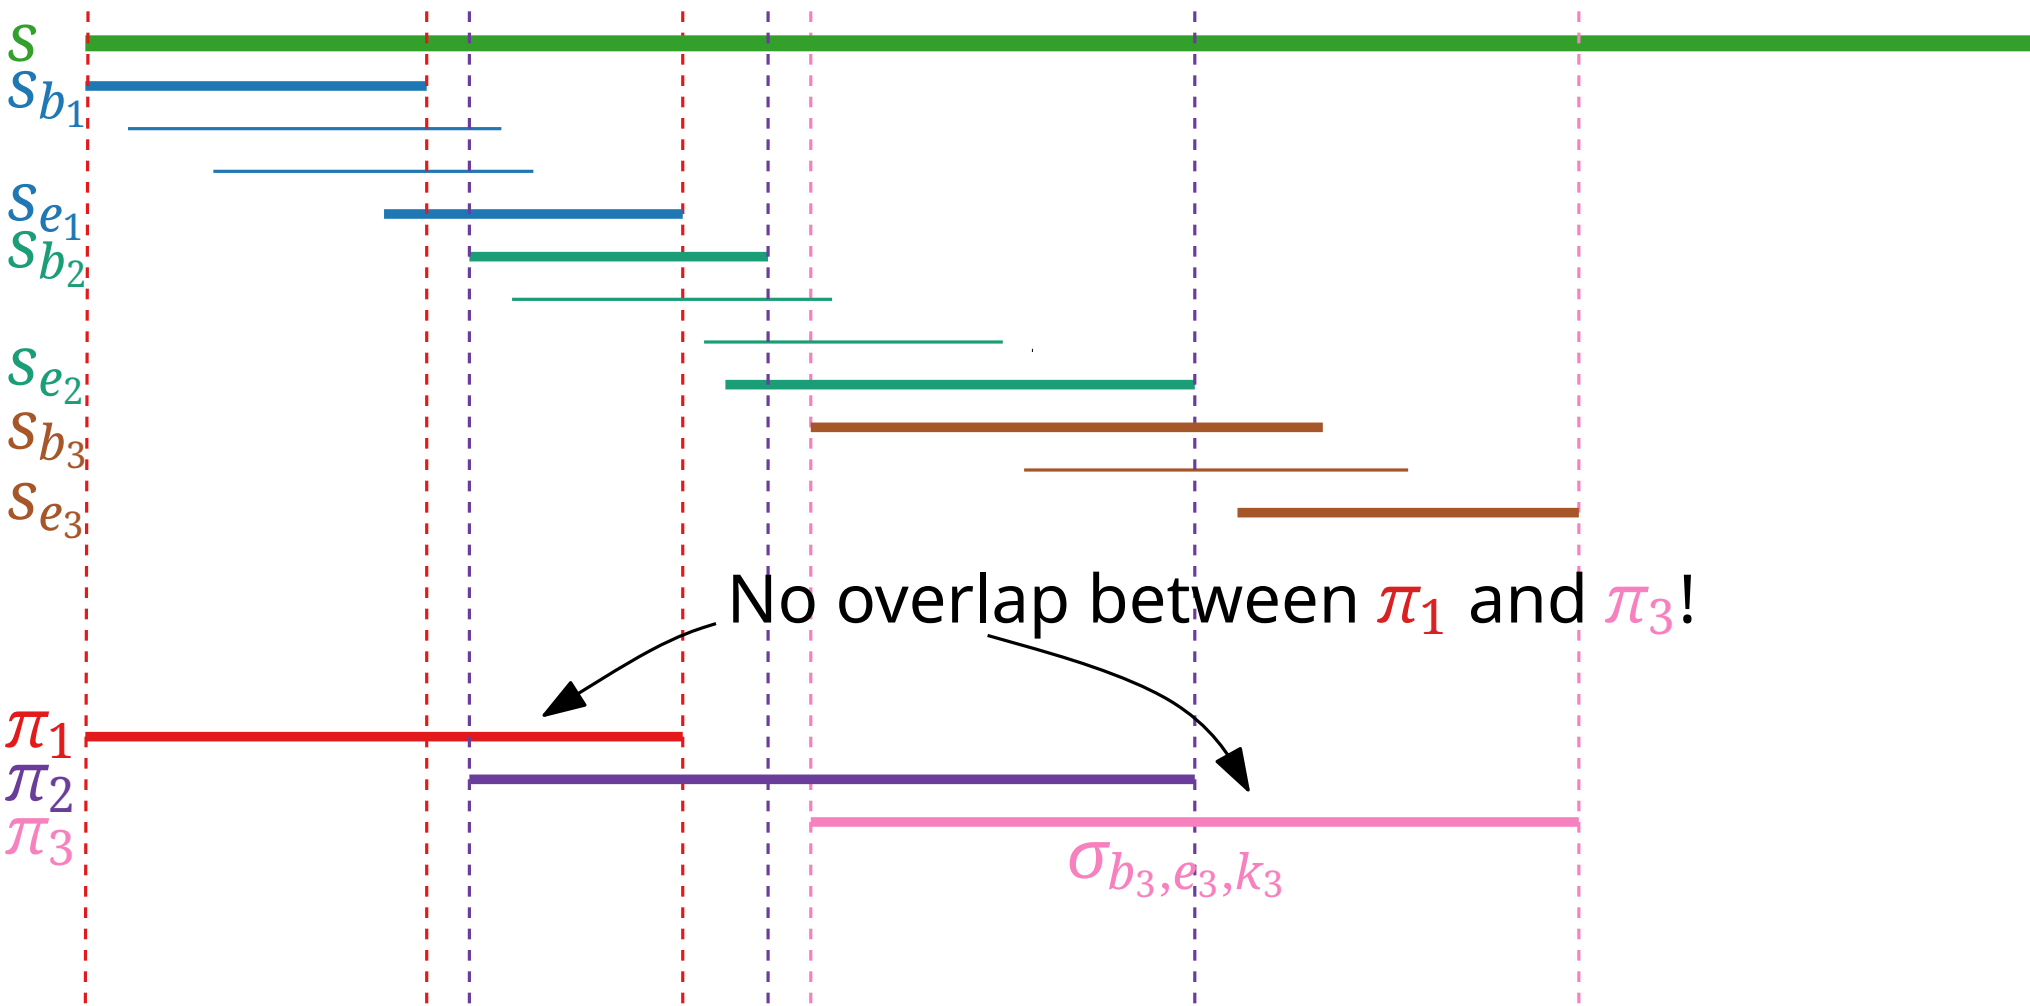 s
s_{b_1}
s_{e_1}
s_{b_2}
s_{e_2}
s_{b_3}
s_{e_3}
No overlap between π_1 and π_3!
π_1
π_2
π_3
σ_{b_3,e_3,k_3}